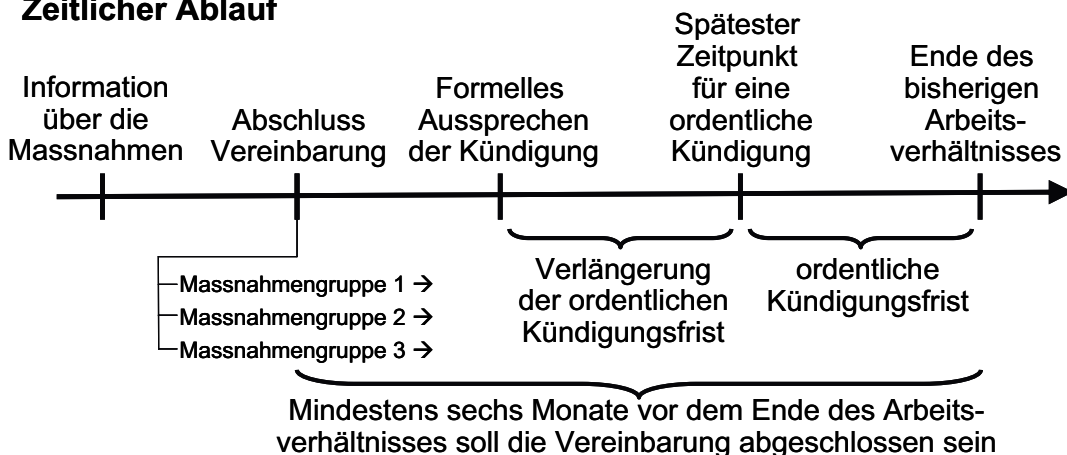 Zeitlicher Ablauf
Information
über die
Massnahmen
Abschluss
Vereinbarung
Formelles
Aussprechen
der Kündigung
Spätester
Zeitpunkt
für eine
ordentliche
Kündigung
Ende des
bisherigen
Arbeits-
verhältnisses
Massnahmengruppe 1 →
Massnahmengruppe 2 →
Massnahmengruppe 3 →
Verlängerung
der ordentlichen
Kündigungsfrist
ordentliche
Kündigungsfrist
Mindestens sechs Monate vor dem Ende des Arbeits-
verhältnisses soll die Vereinbarung abgeschlossen sein